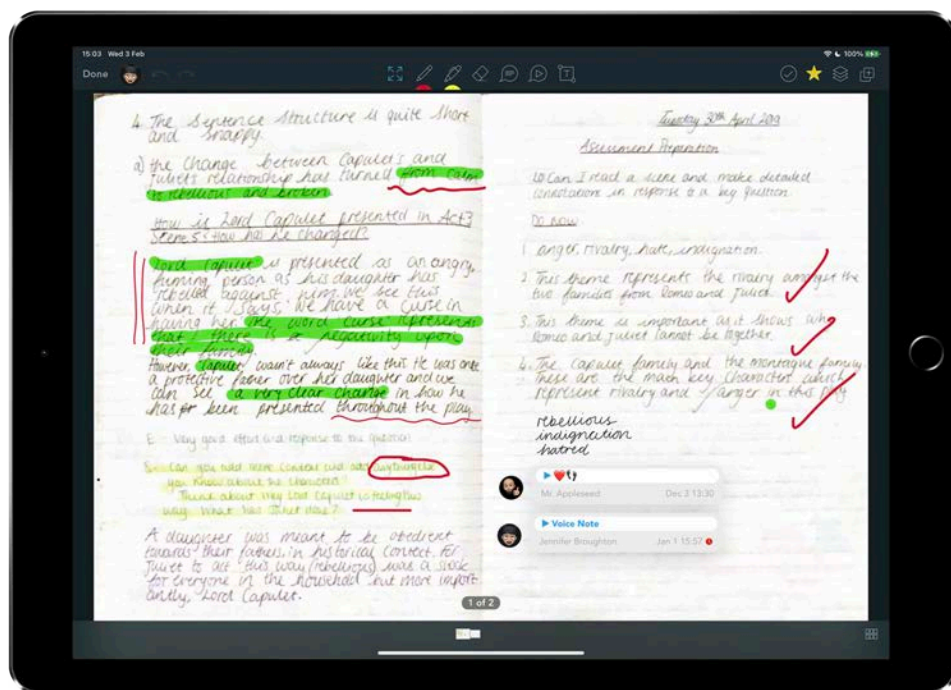 15:03 Wed 3 Feb
100%
Done
4. The sentence structure is quite short
and snappy.
a) the change between Capulet's and
Juliet's relationship has turned from calm
to rebellious and broken
How is Lord Capulet presented in Act 3
Scene 5? How has he changed?
Lord Capulet is presented as an angry,
fuming person as his daughter has
rebelled against him. We see this
when it says, 'we have a curse in
having her'. The word curse represents
that there is negativity upon
their family.
However, Capulet wasn't always like this. He was once
a protective father over her daughter and we
can see a very clear change in how he
has been presented throughout the play.
E - Very good effort and response to the question
S - Can you add more context and add anything else
you know about the characters?
Think about why Lord Capulet is feeling this
way. What has Juliet done?
A daughter was meant to be obedient
towards their fathers, in historical context. For
Juliet to act this way (rebellious) was a shock
for everyone in the household but more import
antly, Lord Capulet.
Tuesday 30th April 2019
Assessment Preparation
LO Can I read a scene and make detailed
connotations in response to a key question
Do now
1. anger, rivalry, hate, indignation.
2. This theme represents the rivalry amongst the
two families from Romeo and Juliet.
3. This theme is important as it shows why
Romeo and Juliet cannot be together.
4. The Capulet family and the montague family.
These are the main key characters which
represent rivalry and anger in this play
rebellious
indignation
hatred
Mr. Appleseed Dec 3 13:30
Voice Note
Jennifer Broughton Jan 1 15:57
1 of 2